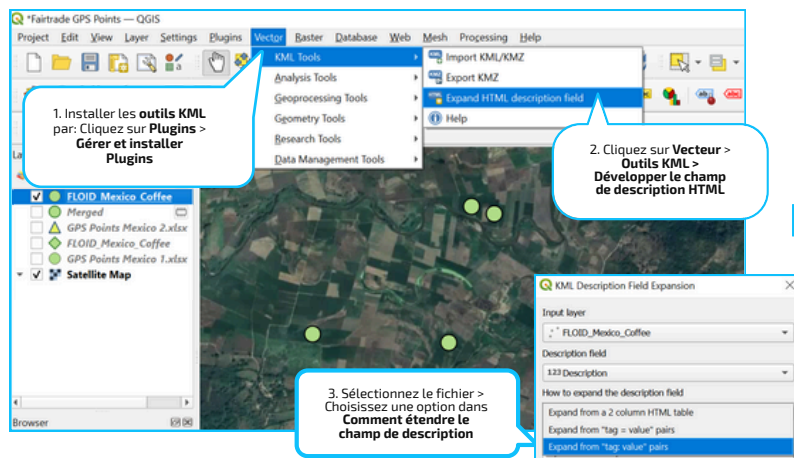 *Fairtrade GPS Points — QGIS
Project Edit View Layer Settings Plugins Vector Raster Database Web Mesh Processing Help
KML Tools
Analysis Tools
Geoprocessing Tools
Geometry Tools
Research Tools
Data Management Tools
Import KML/KMZ
Export KMZ
Expand HTML description field
Help
1. Installer les outils KML
par: Cliquez sur Plugins >
Gérer et installer
Plugins
2. Cliquez sur Vecteur >
Outils KML >
Développer le champ
de description HTML
FLOID_Mexico_Coffee
Merged
GPS Points Mexico 2.xlsx
FLOID_Mexico_Coffee
GPS Points Mexico 1.xlsx
Satellite Map
Browser
3. Sélectionnez le fichier >
Choisissez une option dans
Comment étendre le
champ de description
KML Description Field Expansion
Input layer
FLOID_Mexico_Coffee
Description field
123 Description
How to expand the description field
Expand from a 2 column HTML table
Expand from "tag = value" pairs
Expand from "tag: value" pairs